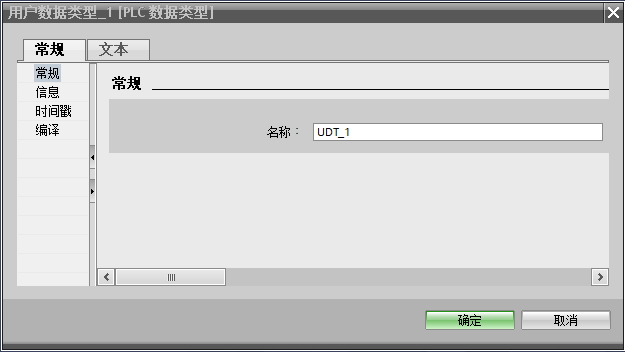 用户数据类型_1 [PLC 数据类型]
常规
文本
常规
信息
时间戳
编译
常规
名称：
UDT_1
确定
取消